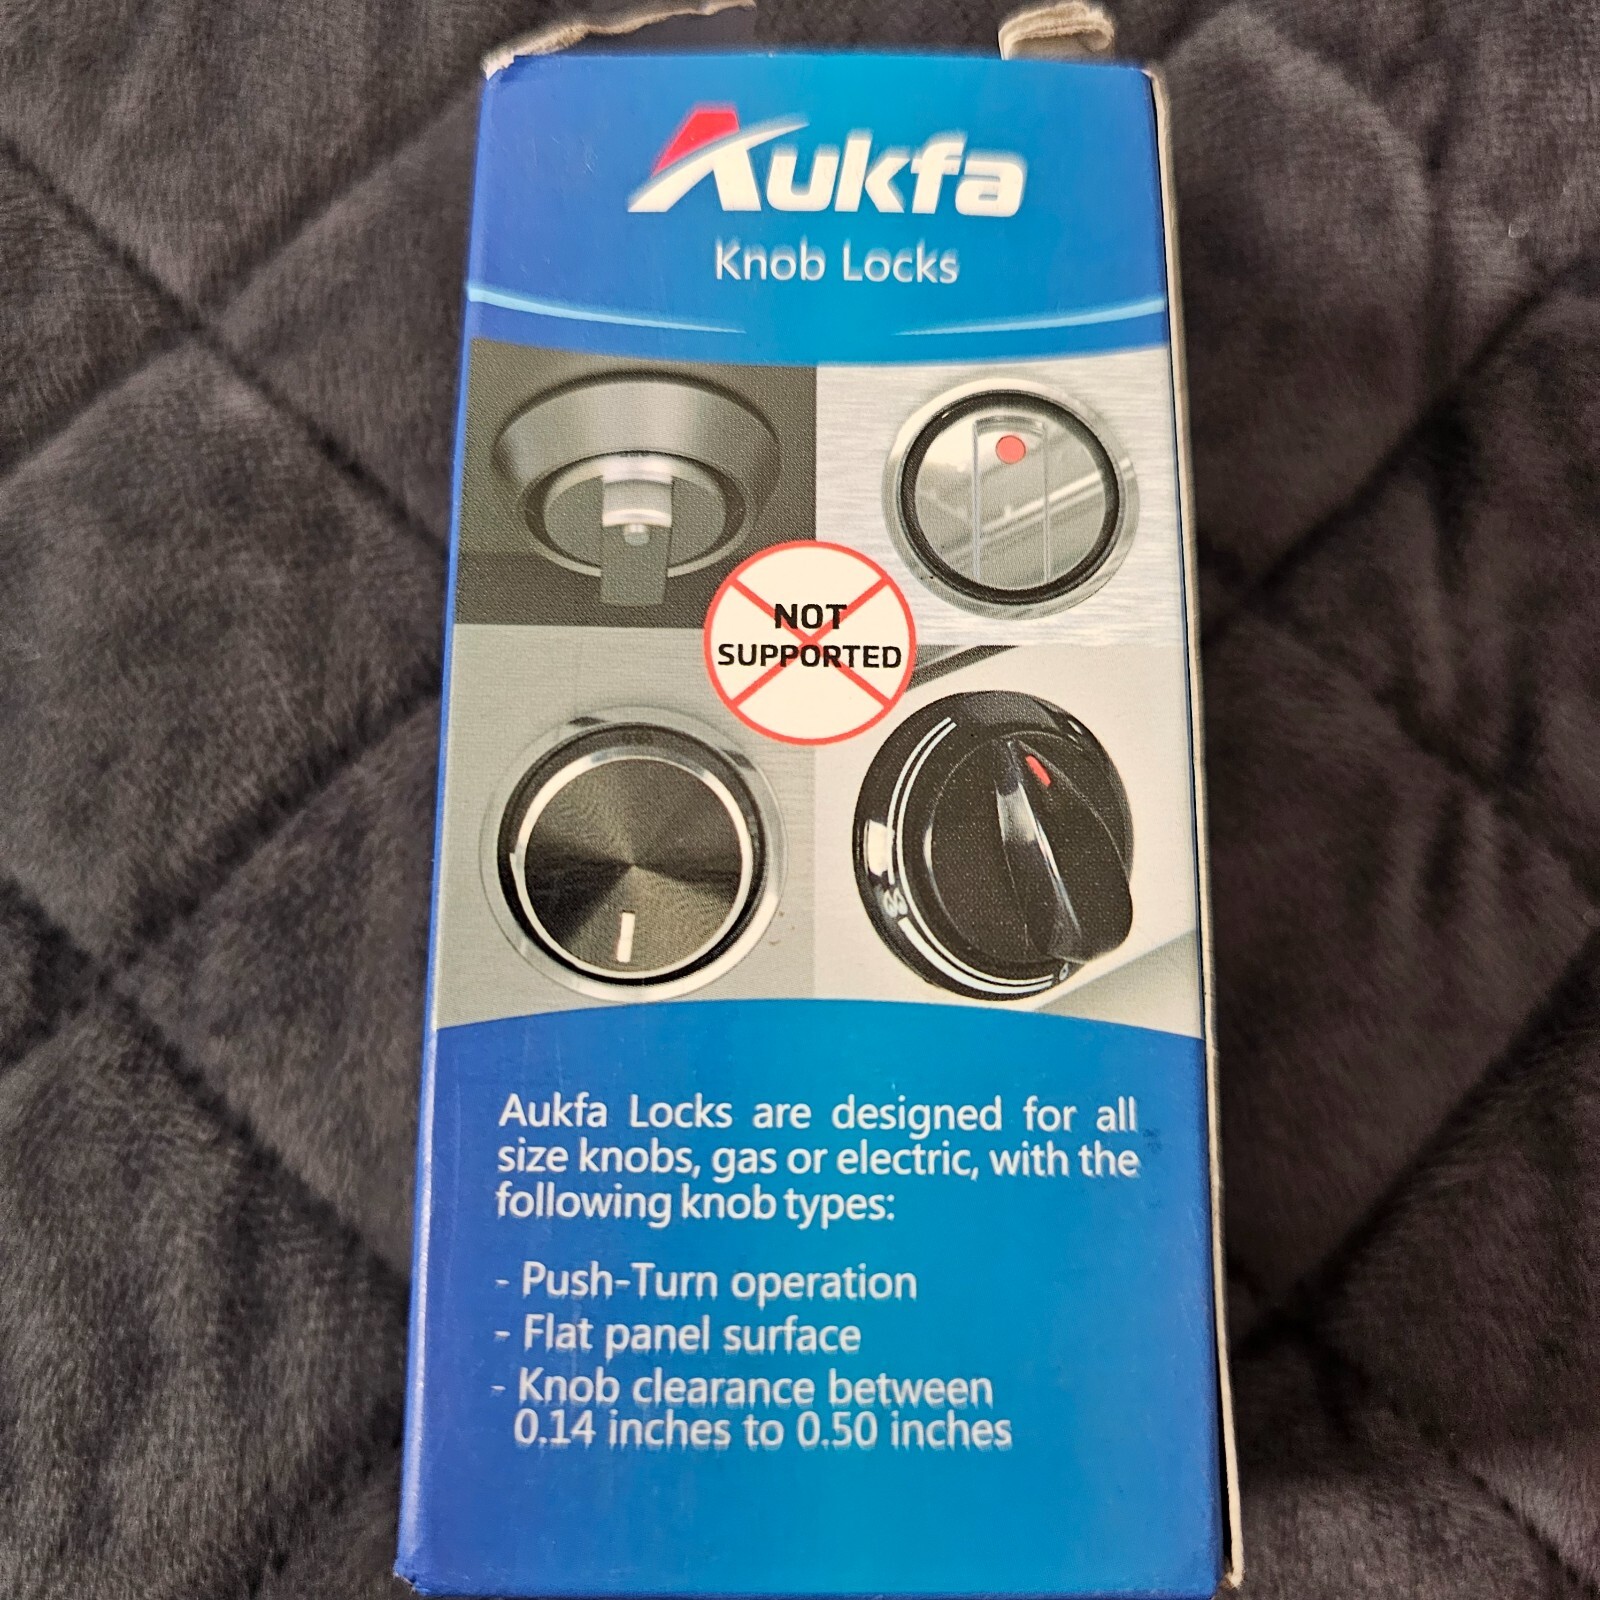 Aukfa
Knob Locks
NOT
SUPPORTED
Aukfa Locks are designed for all
size knobs, gas or electric, with the
following knob types:
- Push-Turn operation
- Flat panel surface
- Knob clearance between
0.14 inches to 0.50 inches